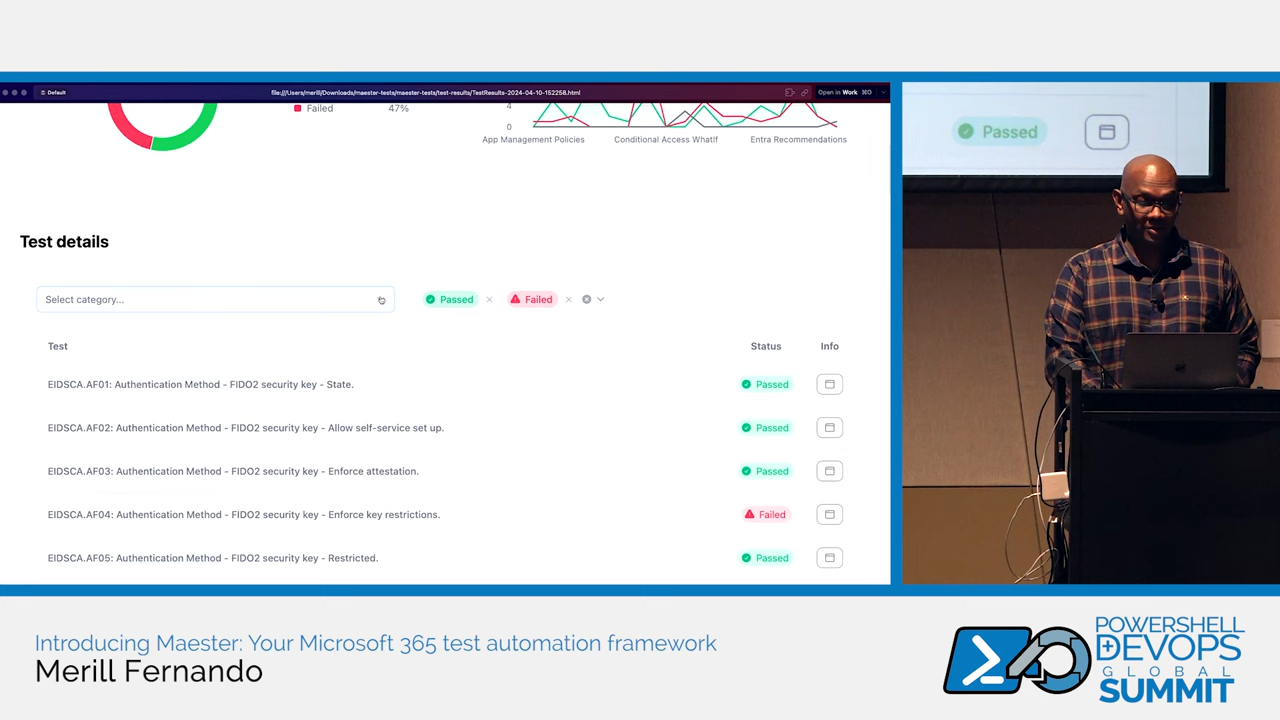 Default
file:///Users/merill/Downloads/maester-tests/maester-tests/test-results/TestResults-2024-04-10-152258.html
Open in Work ⌘O
Failed 47%
4
0
App Management Policies
Conditional Access WhatIf
Entra Recommendations
Test details
Select category...
Passed
Failed
Test Status Info
EIDSCA.AF01: Authentication Method - FIDO2 security key - State. Passed
EIDSCA.AF02: Authentication Method - FIDO2 security key - Allow self-service set up. Passed
EIDSCA.AF03: Authentication Method - FIDO2 security key - Enforce attestation. Passed
EIDSCA.AF04: Authentication Method - FIDO2 security key - Enforce key restrictions. Failed
EIDSCA.AF05: Authentication Method - FIDO2 security key - Restricted. Passed
Passed
Introducing Maester: Your Microsoft 365 test automation framework
Merill Fernando
POWERSHELL
DEVOPS
GLOBAL
SUMMIT